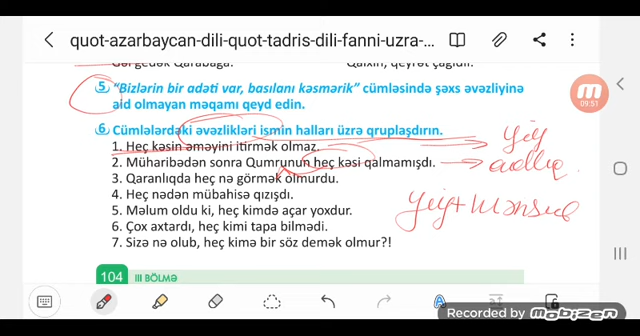 09:51
quot-azarbaycan-dili-quot-tadris-dili-fanni-uzra-...
Gəl gedək Qarabağa.
Qalxın, qeyrət çağıdır.
5 "Bizlərin bir adəti var, basılanı kəsmərik" cümləsində şəxs əvəzliyinə
aid olmayan məqamı qeyd edin.
6 Cümlələrdəki əvəzlikləri ismin halları üzrə qruplaşdırın.
1. Heç kəsin əməyini itirmək olmaz.
2. Müharibədən sonra Qumrunun heç kəsi qalmamışdı.
3. Qaranlıqda heç nə görmək olmurdu.
4. Heç nədən mübahisə qızışdı.
5. Məlum oldu ki, heç kimdə açar yoxdur.
6. Çox axtardı, heç kimi tapa bilmədi.
7. Sizə nə olub, heç kimə bir söz demək olmur?!
yiy
adlıq
yiy+mənsub
104 III BÖLMƏ
Recorded by
mobizen